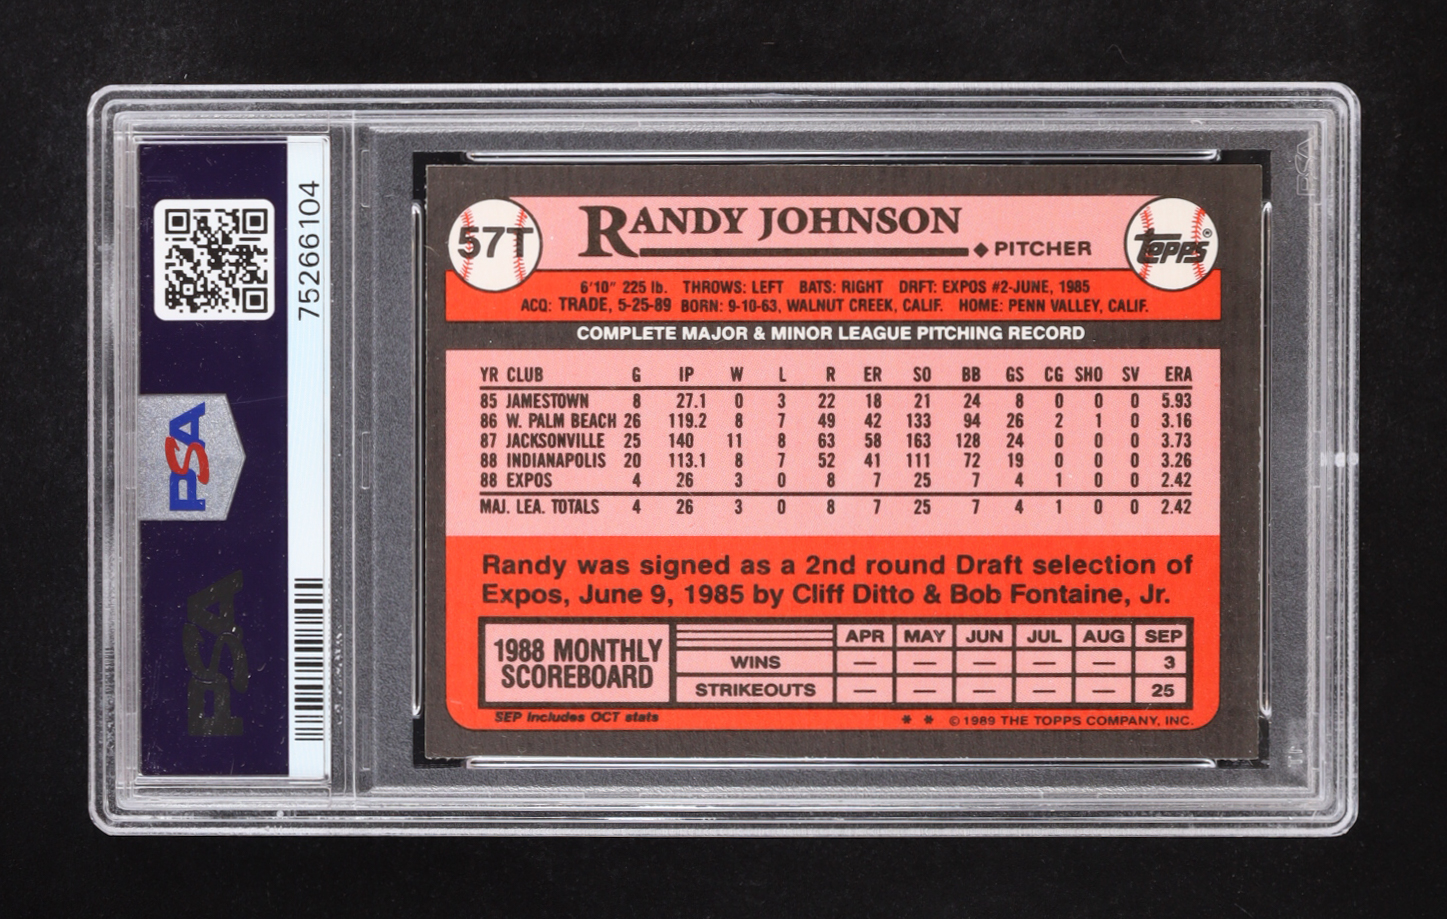 75266104
PSA
PSA
PSA
57T
RANDY JOHNSON
◆ PITCHER
TOPPS®
6'10" 225 lb. THROWS: LEFT BATS: RIGHT DRFT: EXPOS #2-JUNE, 1985
ACQ: TRADE, 5-25-89 BORN: 9-10-63, WALNUT CREEK, CALIF. HOME: PENN VALLEY, CALIF.
COMPLETE MAJOR & MINOR LEAGUE PITCHING RECORD
YR CLUB G IP W L R ER SO BB GS CG SHO SV ERA
85 JAMESTOWN 8 27.1 0 3 22 18 21 24 8 0 0 0 5.93
86 W. PALM BEACH 26 119.2 8 7 49 42 133 94 26 2 1 0 3.16
87 JACKSONVILLE 25 140 11 8 63 58 163 128 24 0 0 0 3.73
88 INDIANAPOLIS 20 113.1 8 7 52 41 111 72 19 0 0 0 3.26
88 EXPOS 4 26 3 0 8 7 25 7 4 1 0 0 2.42
MAJ. LEA. TOTALS 4 26 3 0 8 7 25 7 4 1 0 0 2.42
Randy was signed as a 2nd round Draft selection of
Expos, June 9, 1985 by Cliff Ditto & Bob Fontaine, Jr.
1988 MONTHLY
SCOREBOARD
APR MAY JUN JUL AUG SEP
WINS — — — — — 3
STRIKEOUTS — — — — — 25
SEP includes OCT stats
* * © 1989 THE TOPPS COMPANY, INC.